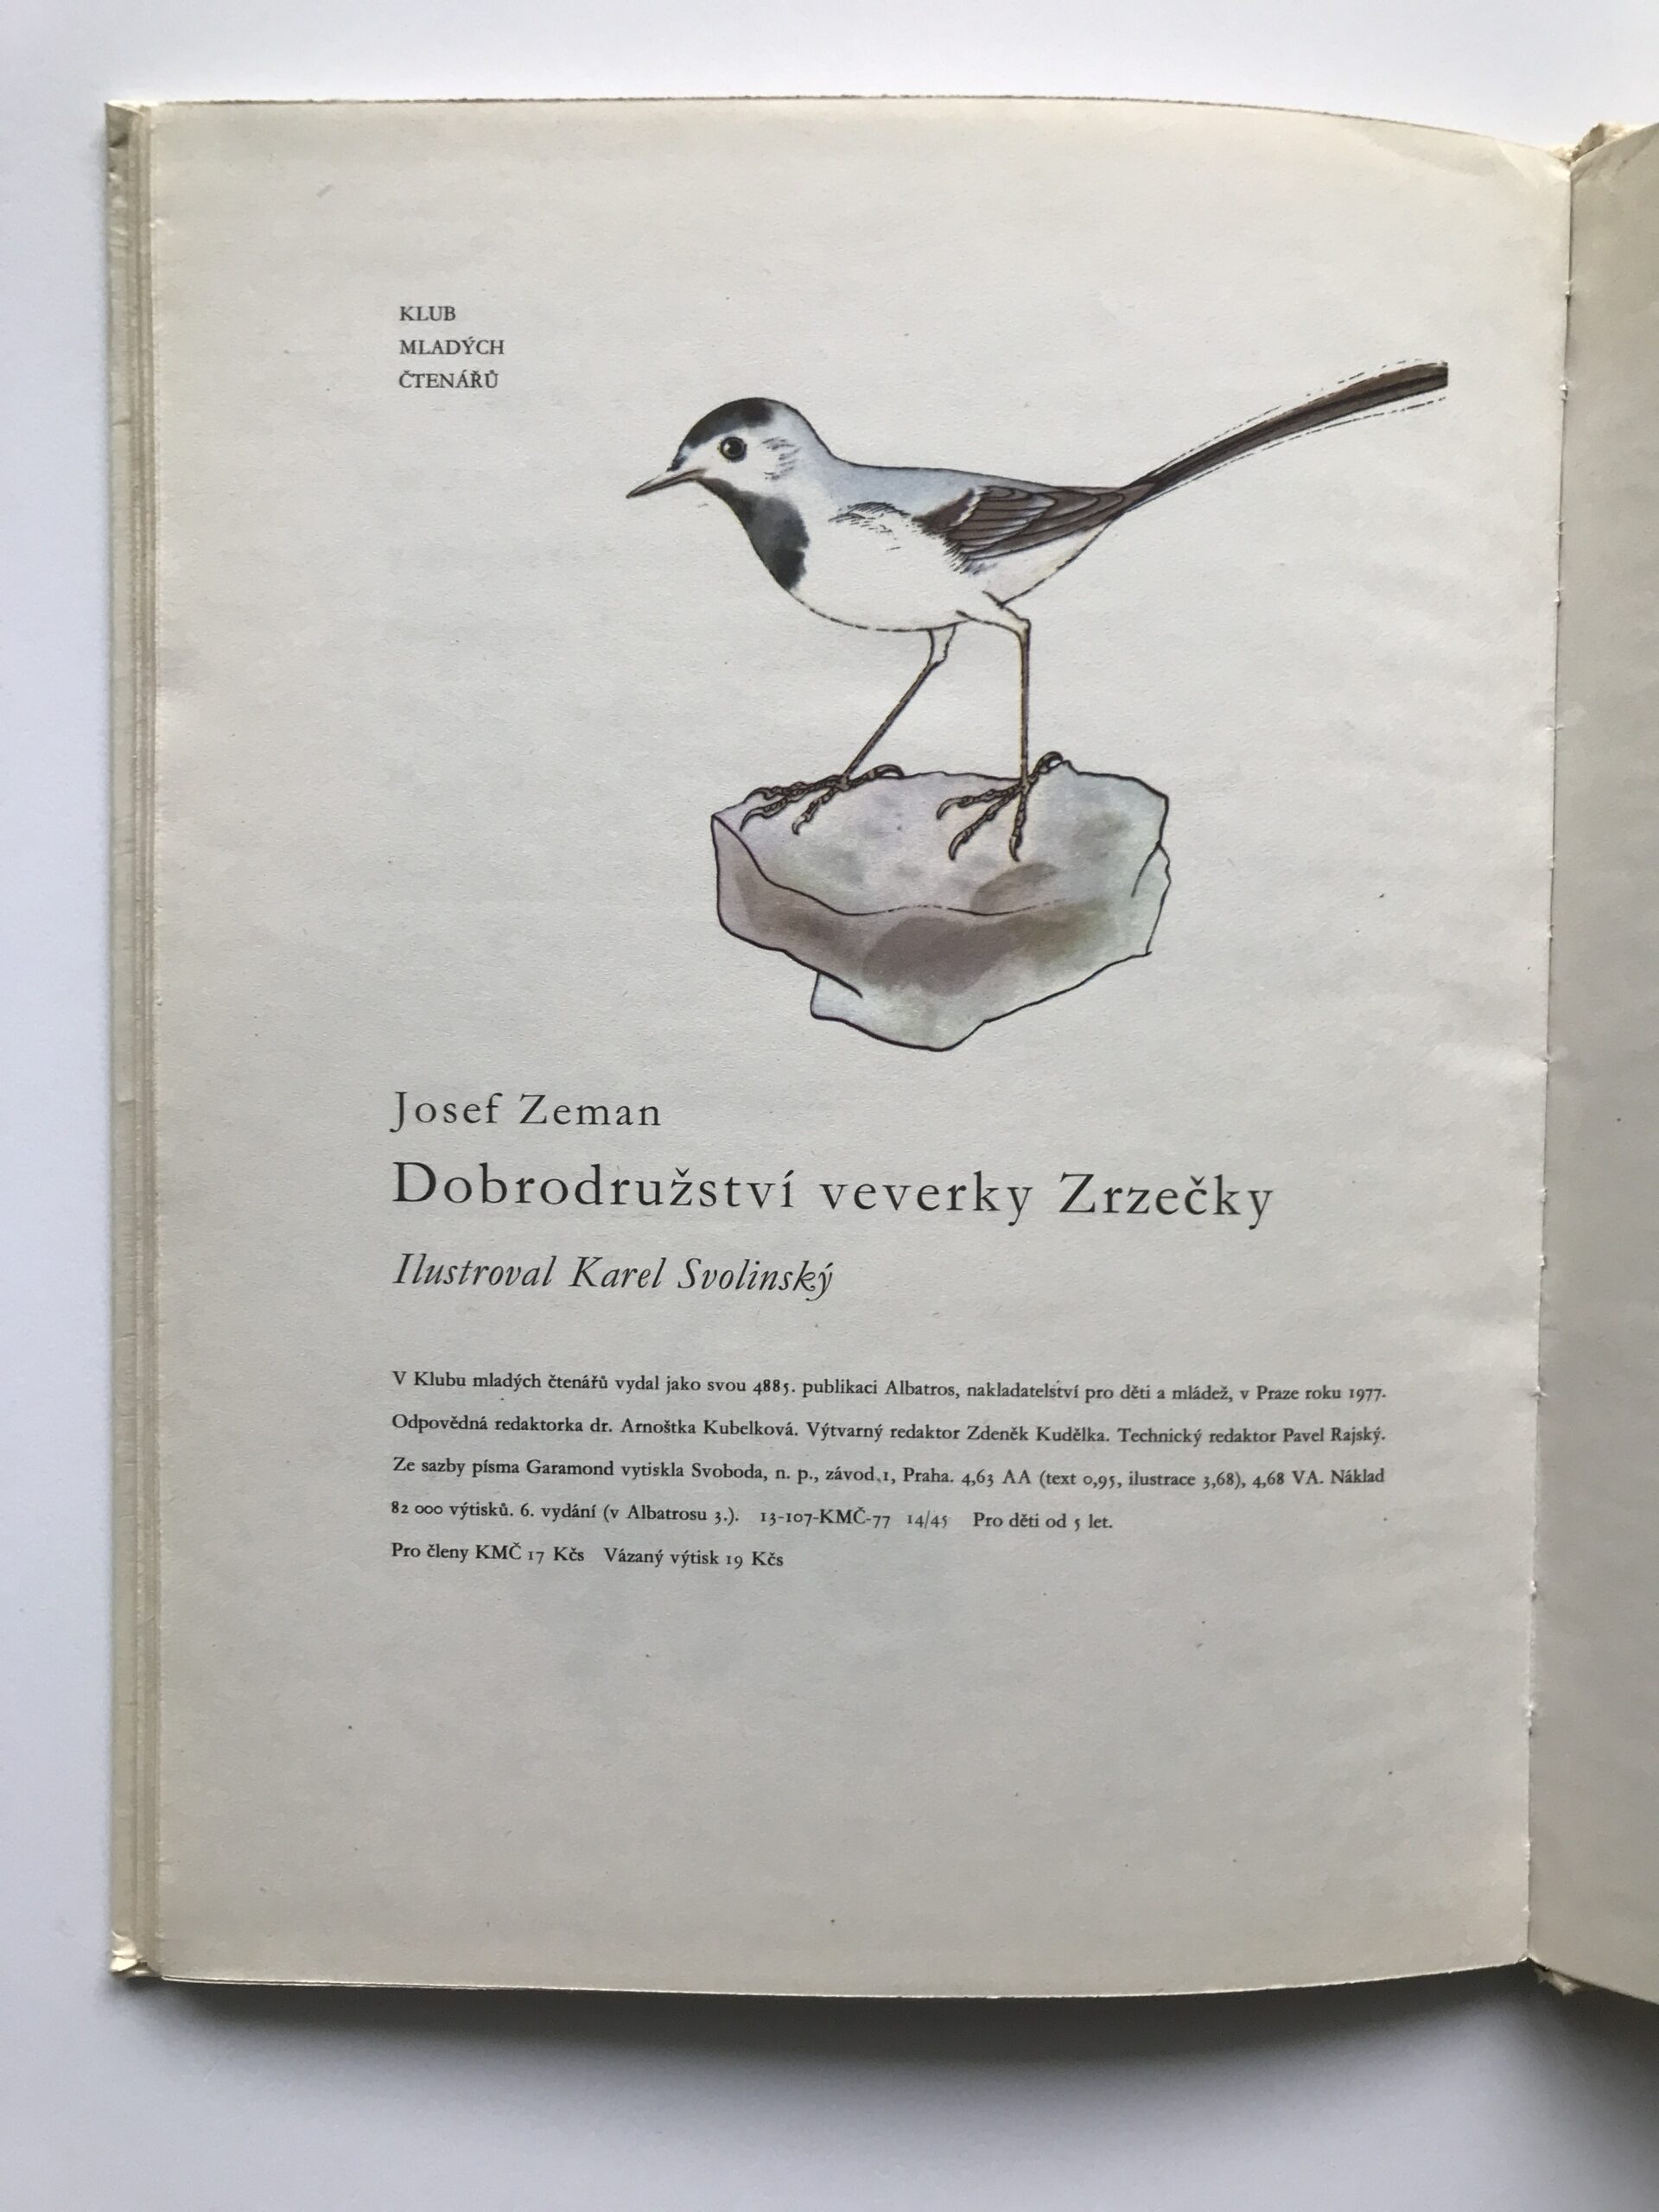 KLUB
MLADÝCH
ČTENÁŘŮ
Josef Zeman
Dobrodružství veverky Zrzečky
Ilustroval Karel Svolinský
V Klubu mladých čtenářů vydal jako svou 4885. publikaci Albatros, nakladatelství pro děti a mládež, v Praze roku 1977.
Odpovědná redaktorka dr. Arnoštka Kubelková. Výtvarný redaktor Zdeněk Kudělka. Technický redaktor Pavel Rajský.
Ze sazby písma Garamond vytiskla Svoboda, n. p., závod 1, Praha. 4,63 AA (text 0,95, ilustrace 3,68), 4,68 VA. Náklad
82 000 výtisků. 6. vydání (v Albatrosu 3.). 13-107-KMČ-77 14/45 Pro děti od 5 let.
Pro členy KMČ 17 Kčs Vázaný výtisk 19 Kčs